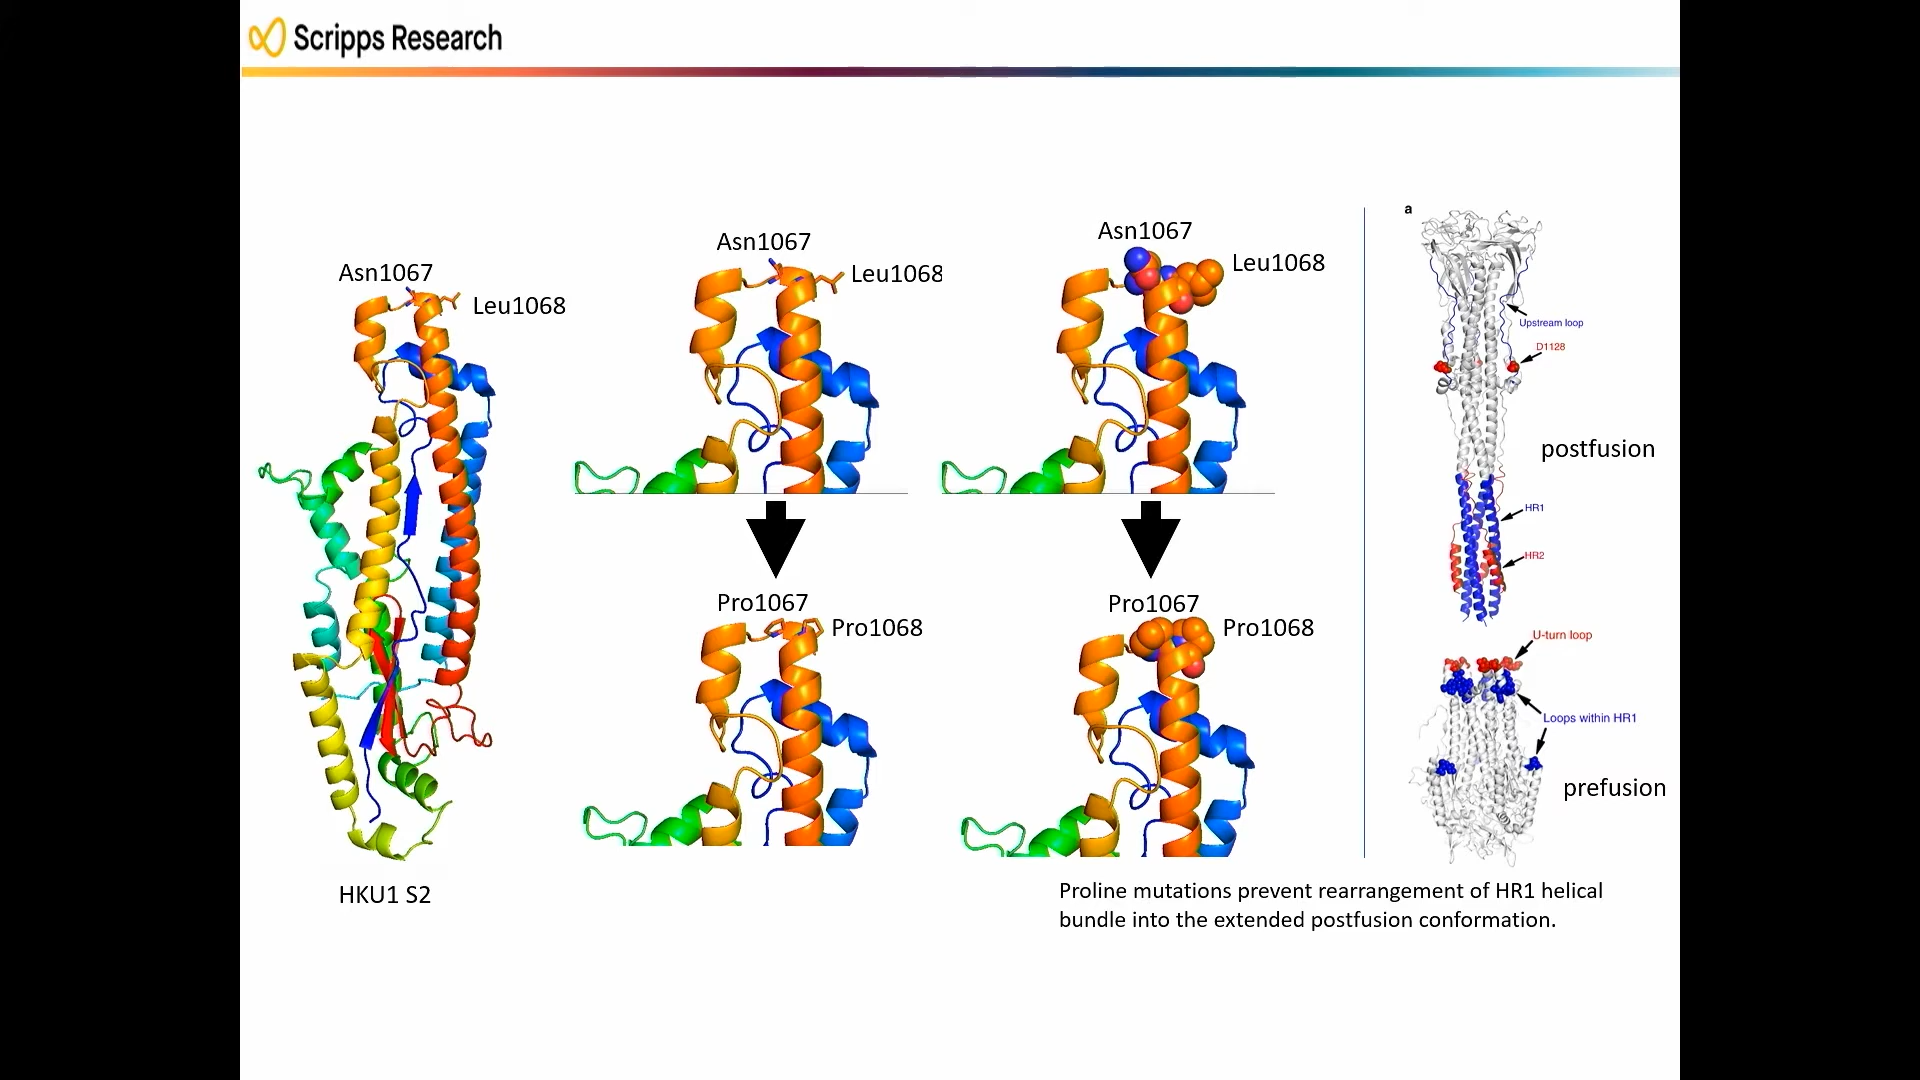 Scripps Research
Asn1067
Leu1068
HKU1 S2
Asn1067
Leu1068
Pro1067
Pro1068
Asn1067
Leu1068
Pro1067
Pro1068
a
Upstream loop
D1128
postfusion
HR1
HR2
U-turn loop
Loops within HR1
prefusion
Proline mutations prevent rearrangement of HR1 helical
bundle into the extended postfusion conformation.